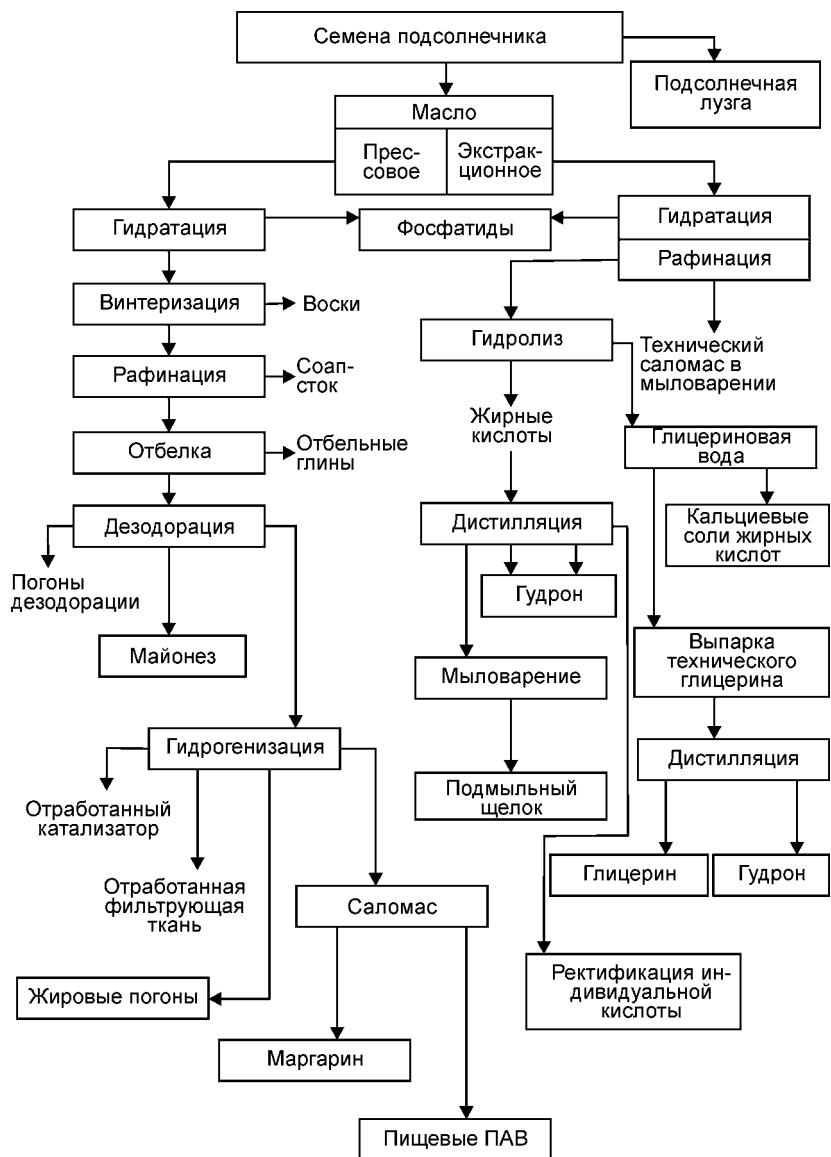 Семена подсолнечника
Подсолнечная
лузга
Масло
Прес-
совое
Экстрак-
ционное
Гидратация
Фосфатиды
Гидратация
Рафинация
Винтеризация
Воски
Гидролиз
Технический
саломас в
мыловарении
Рафинация
Соап-
сток
Жирные
кислоты
Отбелка
Отбельные
глины
Глицериновая
вода
Дезодорация
Дистилляция
Кальциевые
соли жирных
кислот
Погоны
дезодорации
Гудрон
Майонез
Мыловарение
Выпарка
технического
глицерина
Гидрогенизация
Дистилляция
Отработанный
катализатор
Подмыльный
щелок
Отработанная
фильтрующая
ткань
Глицерин
Гудрон
Саломас
Жировые погоны
Ректификация ин-
дивидуальной
кислоты
Маргарин
Пищевые ПАВ